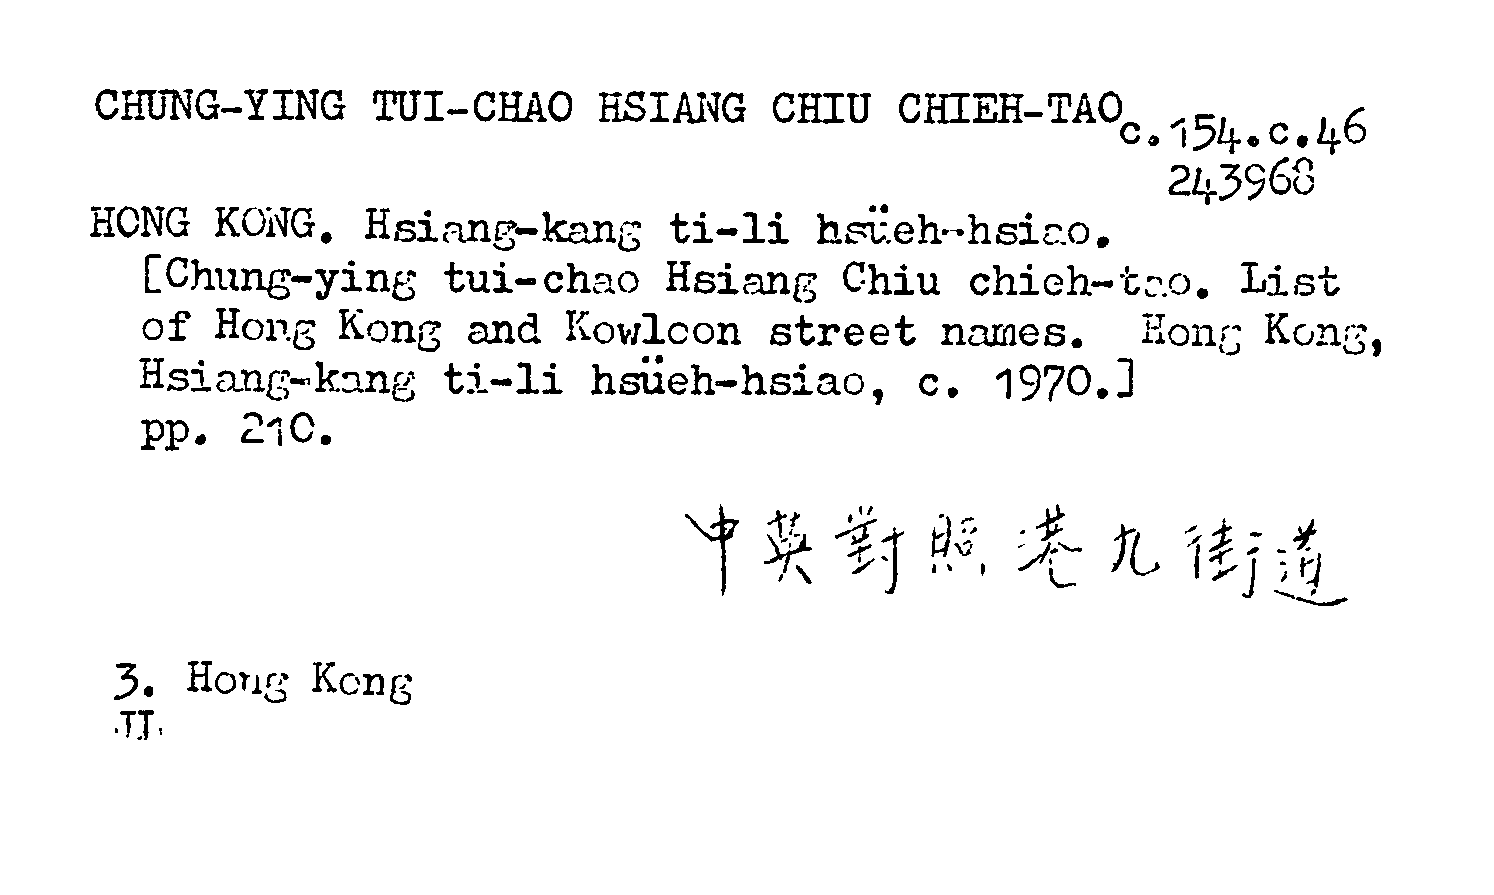 CHUNG-YING TUI-CHAO HSIANG CHIU CHIEH-TAO
c.154.c.46
243968
HONG KONG. Hsiang-kang ti-li hsüeh-hsiao.
[Chung-ying tui-chao Hsiang Chiu chieh-tao. List
of Hong Kong and Kowloon street names. Hong Kong,
Hsiang-kang ti-li hsüeh-hsiao, c. 1970.]
pp. 210.
中英對照港九街道
3. Hong Kong